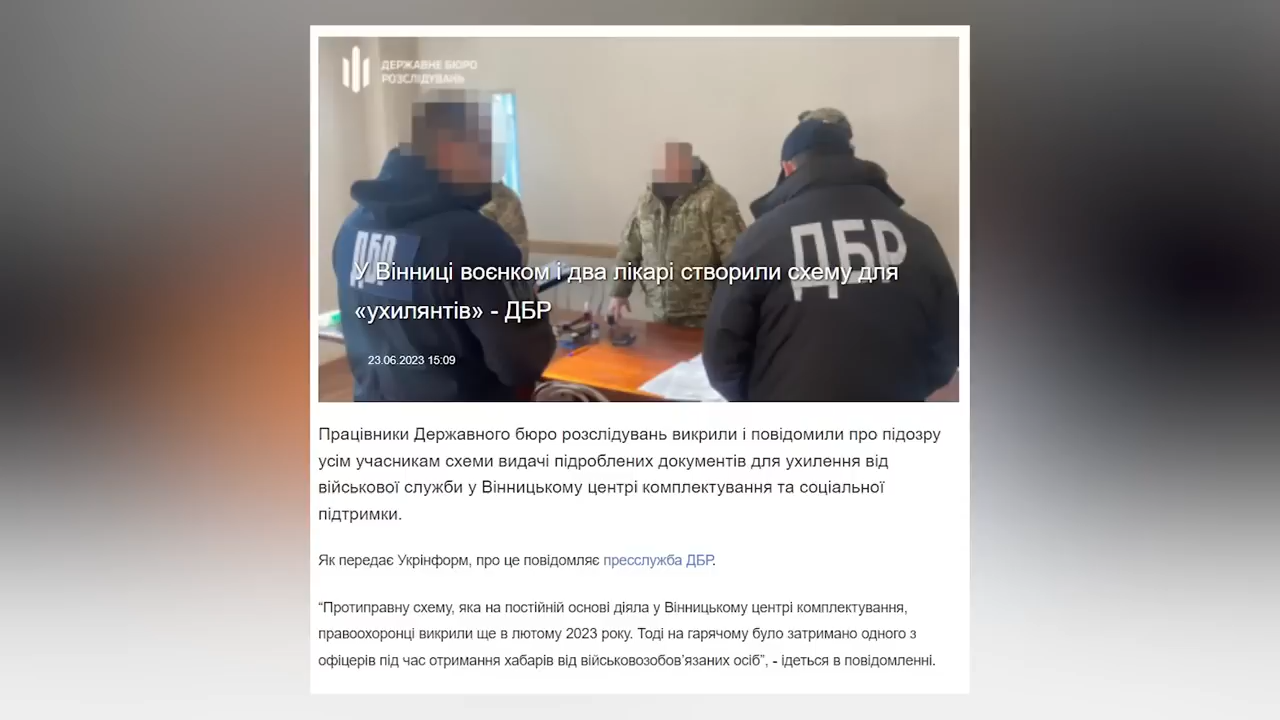 ДЕРЖАВНЕ БЮРО
РОЗСЛІДУВАНЬ
ДБР
ДБР
У Вінниці воєнком і два лікарі створили схему для
«ухилянтів» - ДБР
23.06.2023 15:09
Працівники Державного бюро розслідувань викрили і повідомили про підозру
усім учасникам схеми видачі підроблених документів для ухилення від
військової служби у Вінницькому центрі комплектування та соціальної
підтримки.
Як передає Укрінформ, про це повідомляє пресслужба ДБР.
“Протиправну схему, яка на постійній основі діяла у Вінницькому центрі комплектування,
правоохоронці викрили ще в лютому 2023 року. Тоді на гарячому було затримано одного з
офіцерів під час отримання хабарів від військовозобов’язаних осіб”, - ідеться в повідомленні.